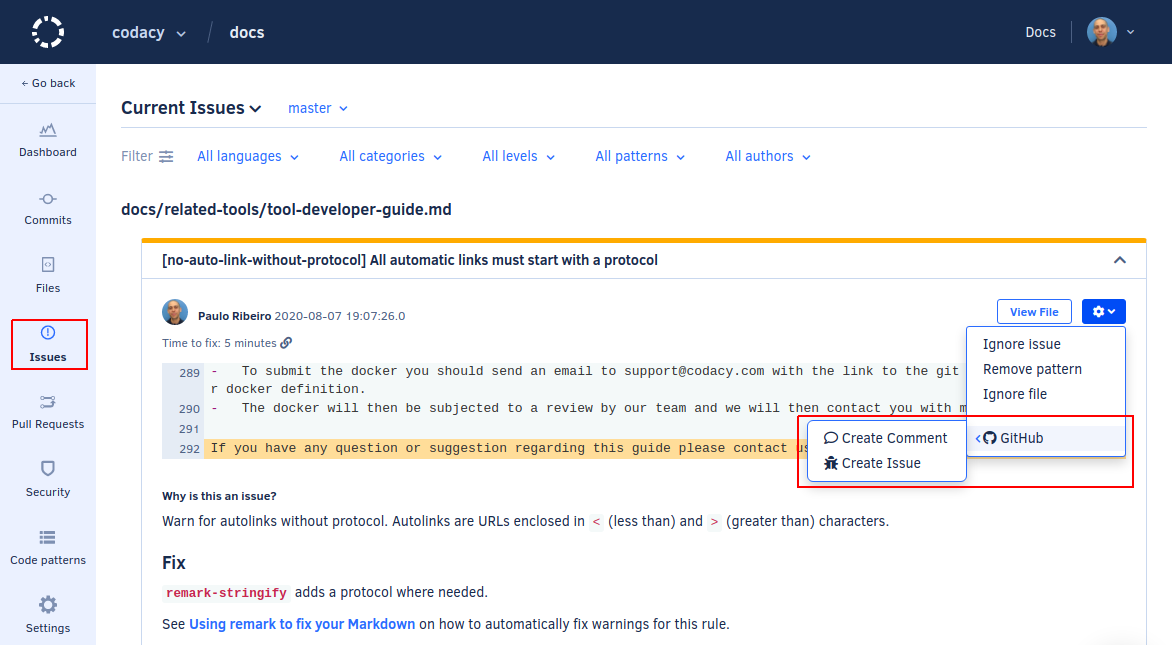 codacy / docs
Docs
← Go back
Dashboard
Commits
Files
Issues
Pull Requests
Security
Code patterns
Settings
Current Issues master
Filter All languages All categories All levels All patterns All authors
docs/related-tools/tool-developer-guide.md
[no-auto-link-without-protocol] All automatic links must start with a protocol
Paulo Ribeiro 2020-08-07 19:07:26.0
View File
Time to fix: 5 minutes
Ignore issue
Remove pattern
Ignore file
GitHub
Create Comment
Create Issue
289 - To submit the docker you should send an email to support@codacy.com with the link to the git
r docker definition.
290 - The docker will then be subjected to a review by our team and we will then contact you with m
291
292 If you have any question or suggestion regarding this guide please contact us
Why is this an issue?
Warn for autolinks without protocol. Autolinks are URLs enclosed in < (less than) and > (greater than) characters.
Fix
remark-stringify adds a protocol where needed.
See Using remark to fix your Markdown on how to automatically fix warnings for this rule.